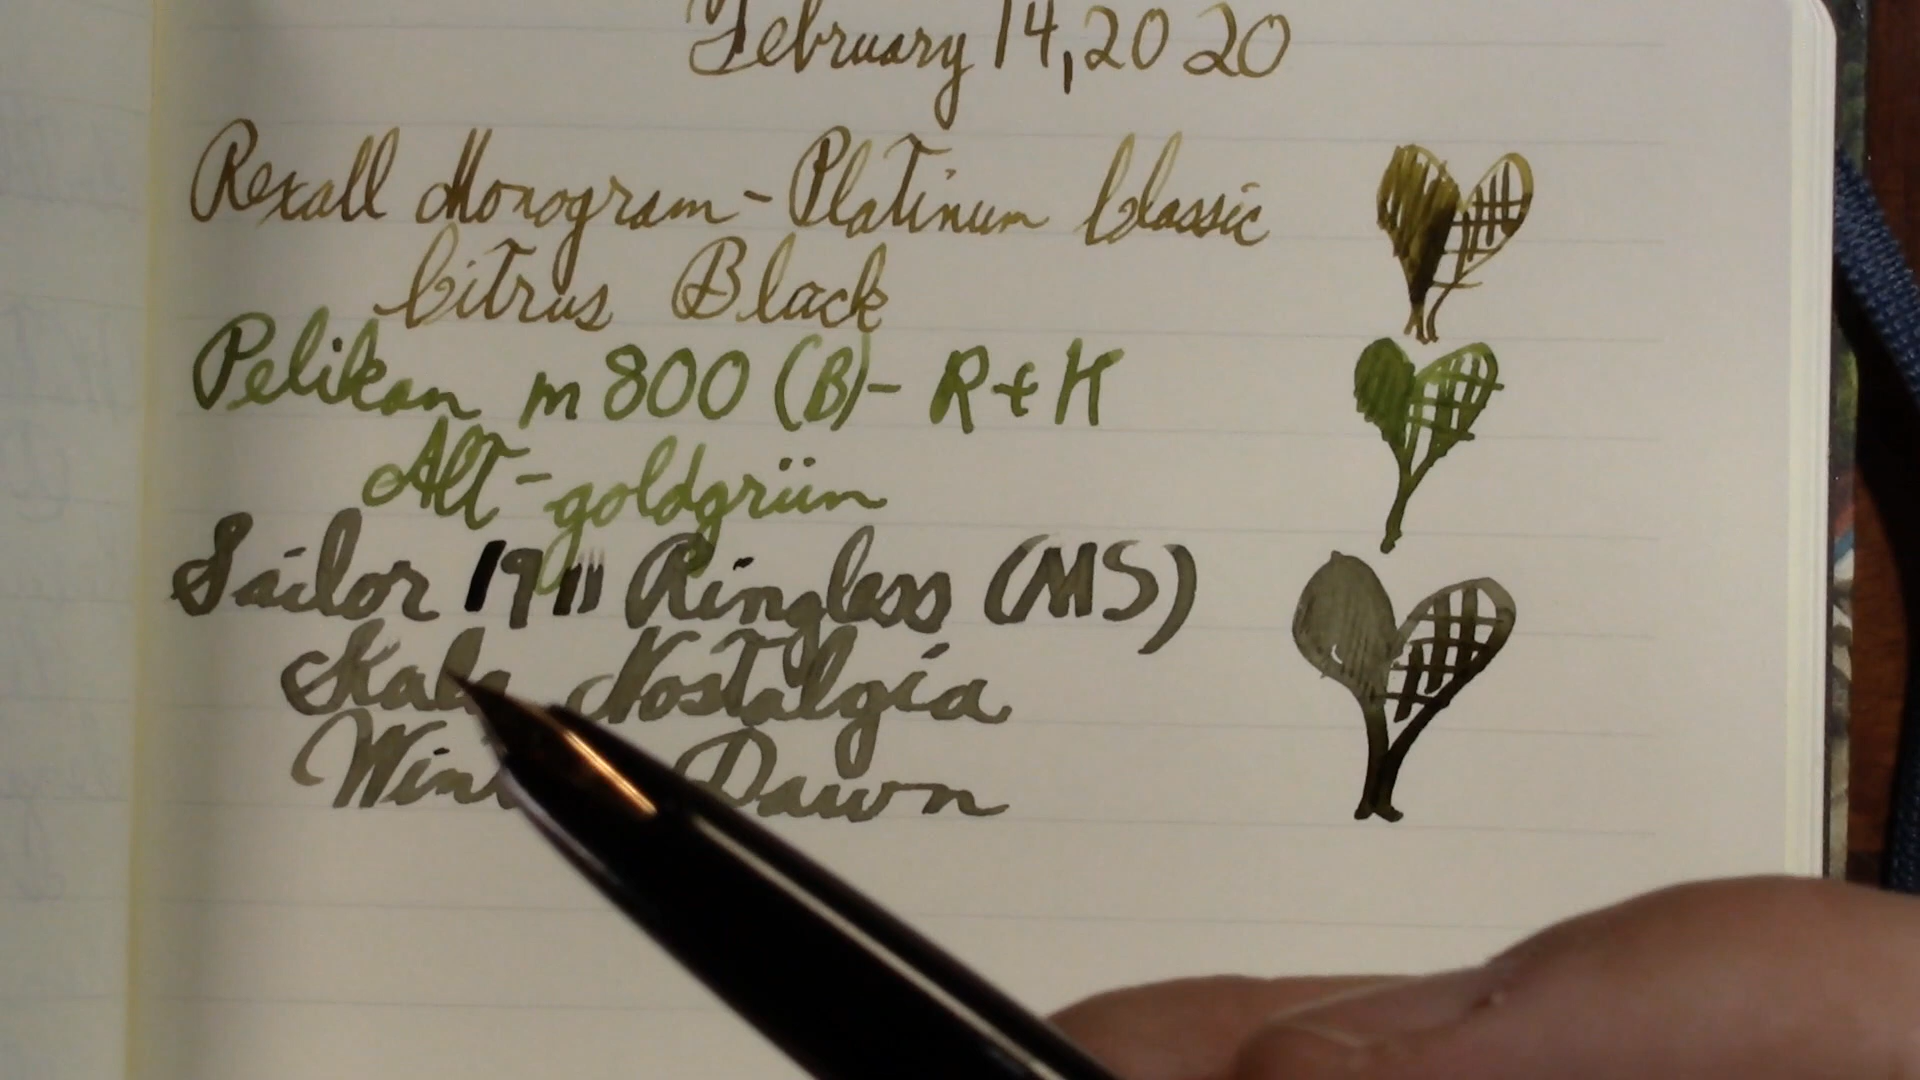 February 14, 2020
Rexall Monogram - Platinum Classic
Citrus Black
Pelikan m800 (B) - R + K
Alt-goldgrün
Sailor 1911 Ringless (MS)
Nostalgia
Dawn